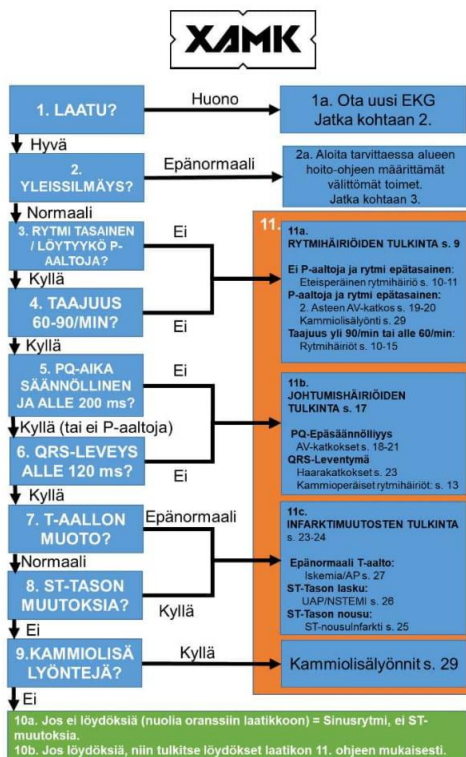 XAMK
1. LAATU?
Huono
1a. Ota uusi EKG
Jatka kohtaan 2.
Hyvä
2.
YLEISSILMÄYS?
Epänormaali
2a. Aloita tarvittaessa alueen
hoito-ohjeen määrittämät
välittömät toimet.
Jatka kohtaan 3.
Normaali
3. RYTMI TASAINEN
/ LÖYTYYKÖ P-
AALTOJA?
Ei
Kyllä
4. TAAJUUS
60-90/MIN?
Ei
Kyllä
11.
11a.
RYTMIHÄIRIÖIDEN TULKINTA s. 9
Ei P-aaltoja ja rytmi epätasainen:
Eteisperäinen rytmihäriö s. 10-11
P-aaltoja ja rytmi epätasainen:
2. Asteen AV-katkos s. 19-20
Kammiolisälyönti s. 29
Taajuus yli 90/min tai alle 60/min:
Rytmihäiriöt s. 10-15
5. PQ-AIKA
SÄÄNNÖLLINEN
JA ALLE 200 ms?
Ei
Kyllä (tai ei P-aaltoja)
6. QRS-LEVEYS
ALLE 120 ms?
Ei
Kyllä
11b.
JOHTUMISHÄIRIÖIDEN
TULKINTA s. 17
PQ-Epäsäännölliyys
AV-katkokset s. 18-21
QRS-Leventymä
Haarakatkokset s. 23
Kammioperäiset rytmihäiriöt: s. 13
7. T-AALLON
MUOTO?
Epänormaali
Normaali
8. ST-TASON
MUUTOKSIA?
Kyllä
Ei
11c.
INFARKTIMUUTOSTEN TULKINTA
s. 23-24
Epänormaali T-aalto:
Iskemia/AP s. 27
ST-Tason lasku:
UAP/NSTEMI s. 26
ST-Tason nousu:
ST-nousuInfarkti s. 25
9.KAMMIOLISÄ
LYÖNTEJÄ?
Kyllä
Kammiolisälyönnit s. 29
Ei
10a. Jos ei löydöksiä (nuolia oranssiin laatikkoon) = Sinusrytmi, ei ST-
muutoksia.
10b. Jos löydöksiä, niin tulkitse löydökset laatikon 11. ohjeen mukaisesti.